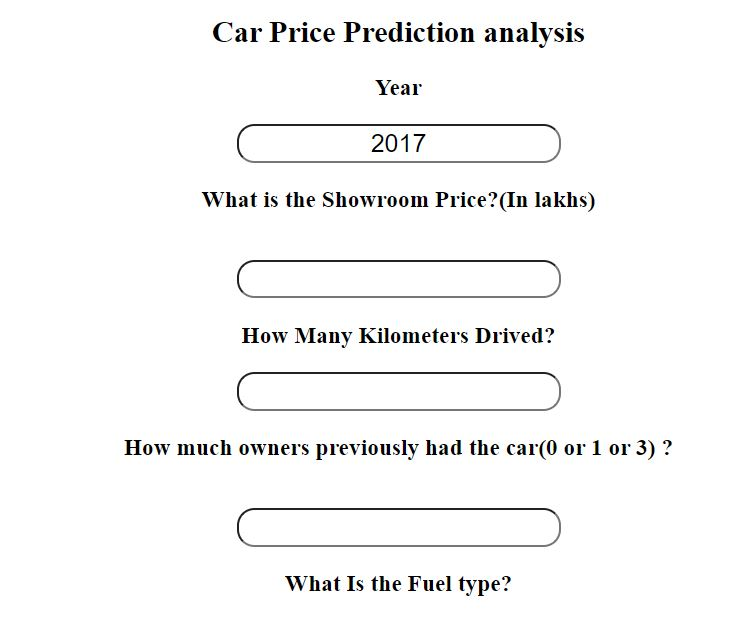 Car Price Prediction analysis
Year
2017
What is the Showroom Price?(In lakhs)
How Many Kilometers Drived?
How much owners previously had the car(0 or 1 or 3) ?
What Is the Fuel type?